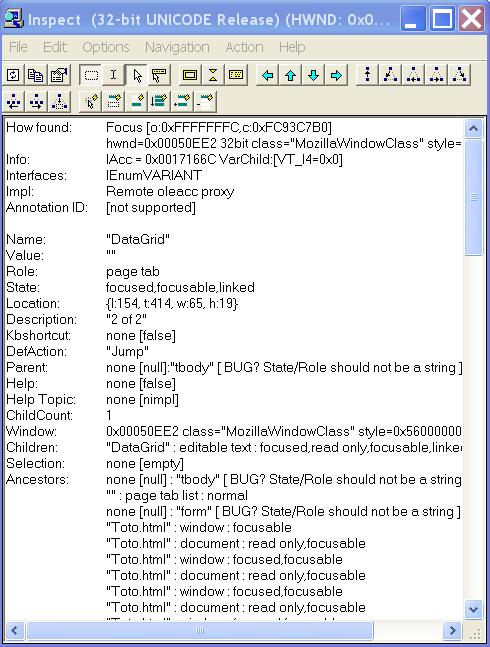 Inspect (32-bit UNICODE Release) (HWND: 0x0...
File Edit Options Navigation Action Help
How found: Focus [o:0xFFFFFFFC,c:0xFC93C7B0]
hwnd=0x00050EE2 32bit class="MozillaWindowClass" style=
Info: IAcc = 0x0017166C VarChild:[VT_I4=0x0]
Interfaces: IEnumVARIANT
Impl: Remote oleacc proxy
Annotation ID: [not supported]
Name: "DataGrid"
Value: ""
Role: page tab
State: focused,focusable,linked
Location: {l:154, t:414, w:65, h:19}
Description: "2 of 2"
Kbshortcut: none [false]
DefAction: "Jump"
Parent: none [null]:"tbody" [ BUG? State/Role should not be a string ]
Help: none [false]
Help Topic: none [nimpl]
ChildCount: 1
Window: 0x00050EE2 class="MozillaWindowClass" style=0x56000000
Children: "DataGrid" : editable text : focused,read only,focusable,linke
Selection: none [empty]
Ancestors: none [null] : "tbody" [ BUG? State/Role should not be a string
"" : page tab list : normal
none [null] : "form" [ BUG? State/Role should not be a string ]
"Toto.html" : window : focusable
"Toto.html" : document : read only,focusable
"Toto.html" : window : focused,focusable
"Toto.html" : document : read only,focusable
"Toto.html" : window : focused,focusable
"Toto.html" : document : read only,focusable